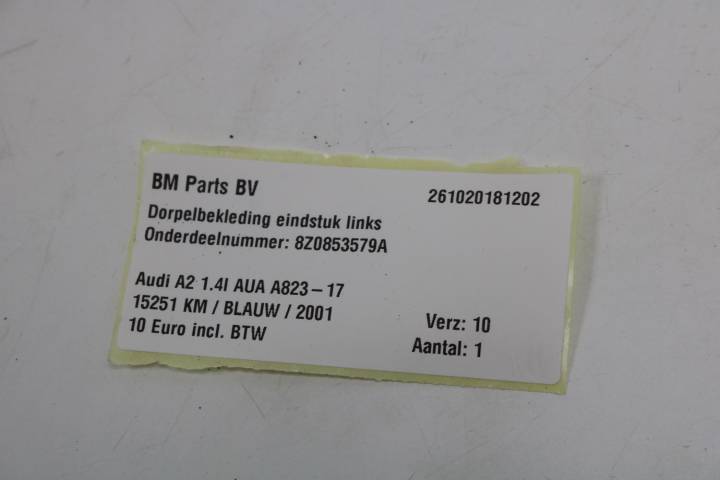 BM Parts BV 261020181202
Dorpelbekleding eindstuk links
Onderdeelnummer: 8Z0853579A
Audi A2 1.4I AUA A823-17
15251 KM / BLAUW / 2001
10 Euro incl. BTW
Verz: 10
Aantal: 1